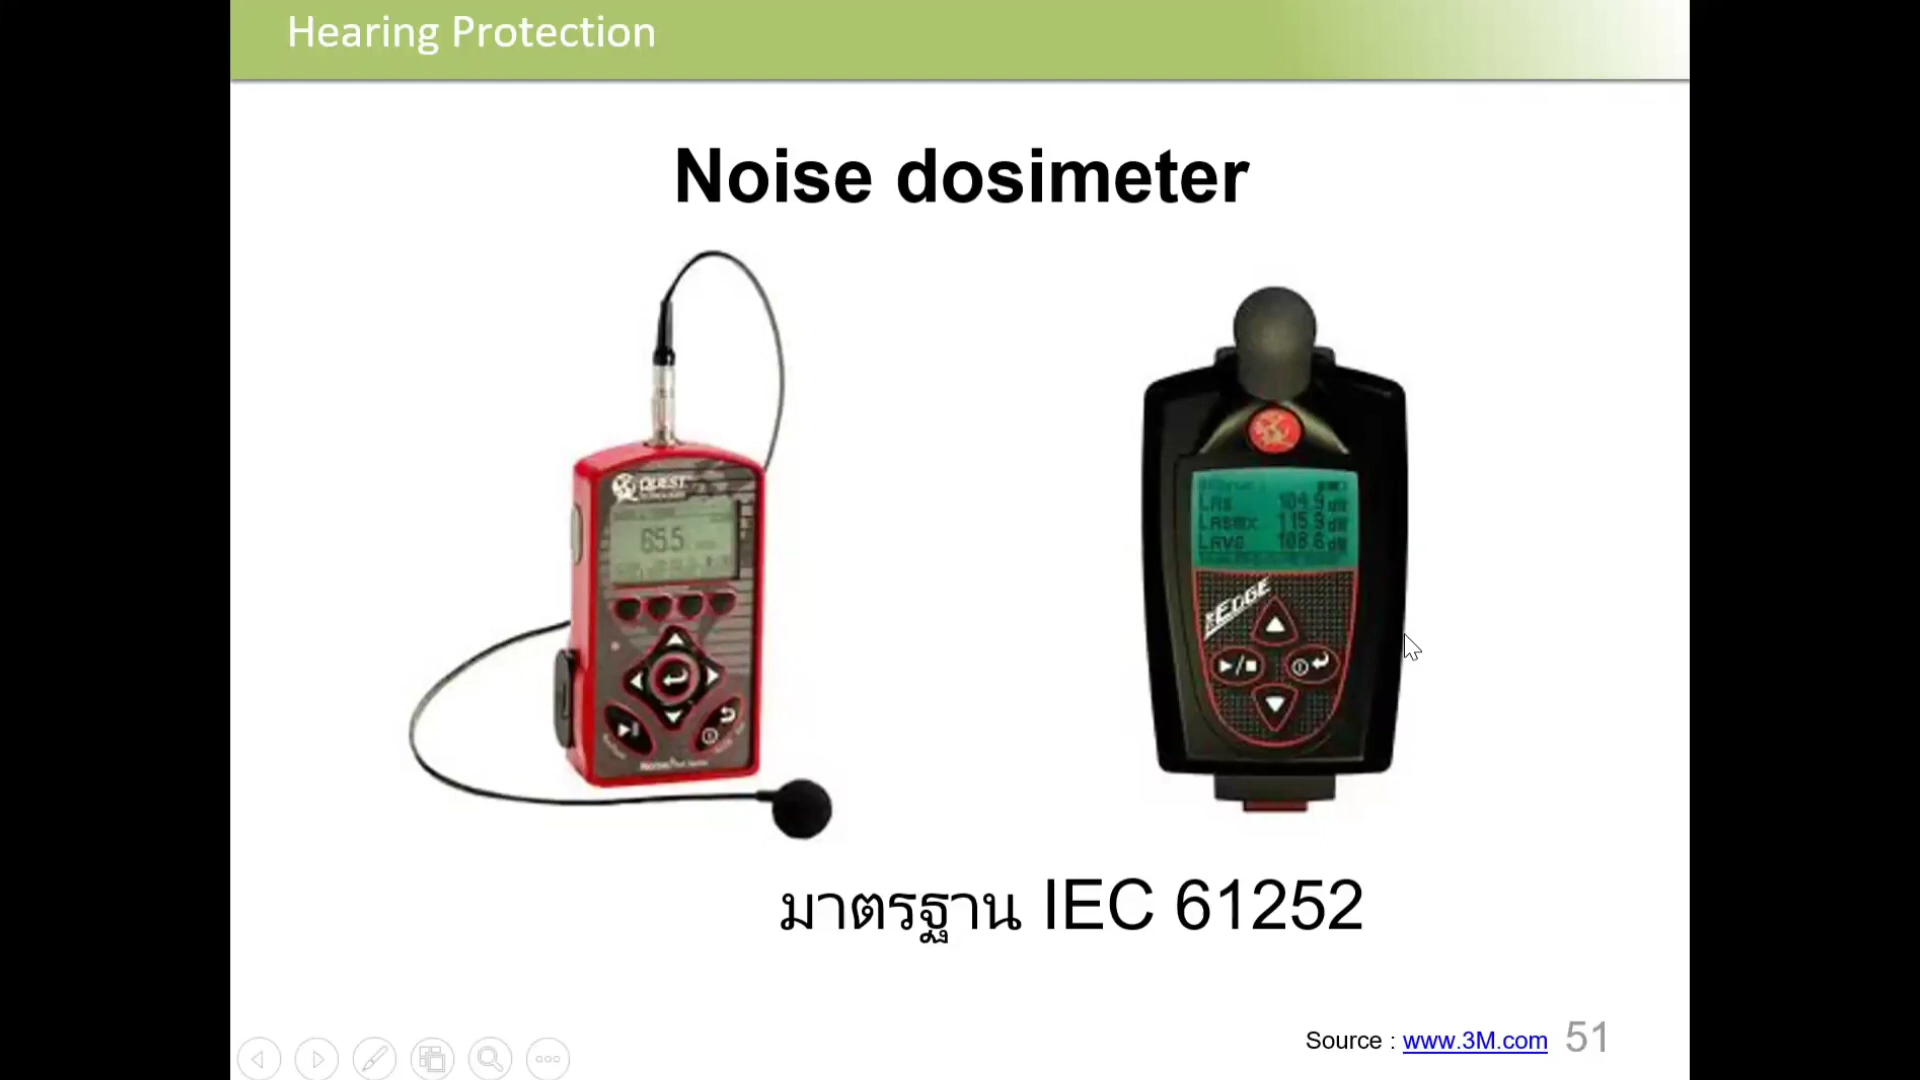 Hearing Protection
Noise dosimeter
QUEST
65.5
LAS 104.9 dB
LASMX 115.9 dB
LAVG 108.6 dB
EDGE
มาตรฐาน IEC 61252
Source : www.3M.com 51